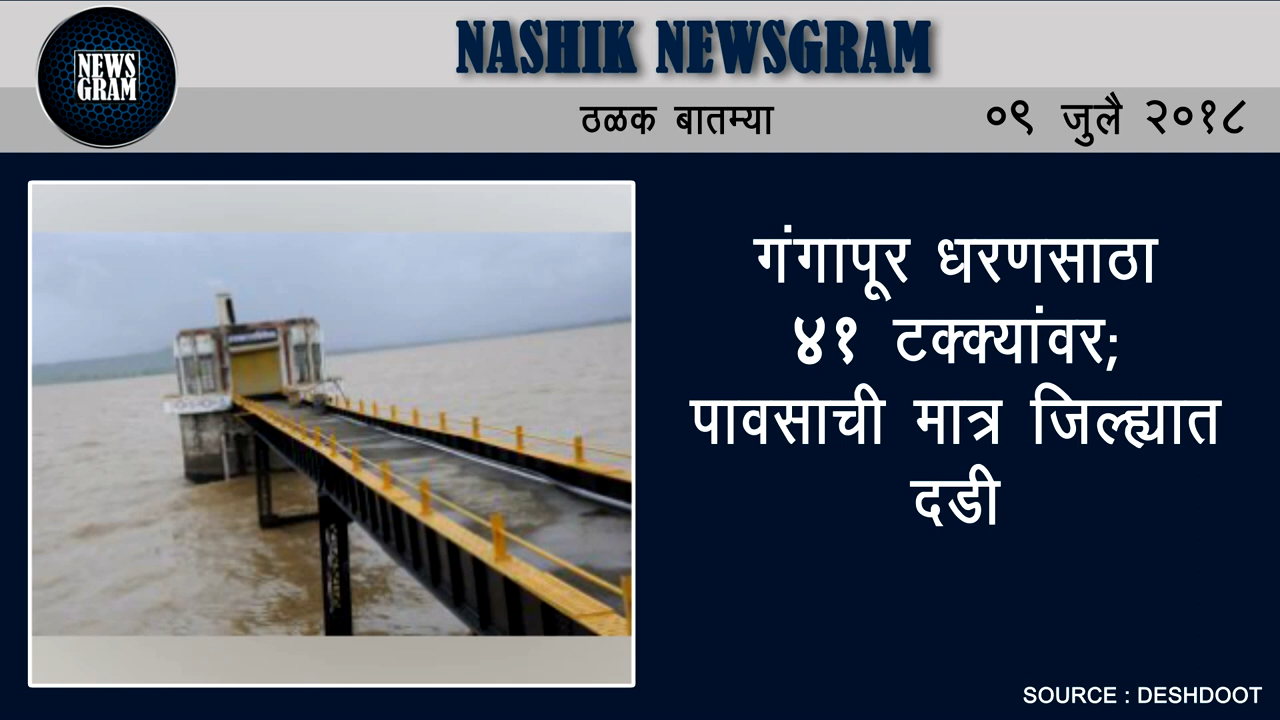 NEWS
GRAM
NASHIK NEWSGRAM
ठळक बातम्या
०९ जुलै २०१८
गंगापूर धरणसाठा
४१ टक्क्यांवर;
पावसाची मात्र जिल्ह्यात
दडी
SOURCE : DESHDOOT